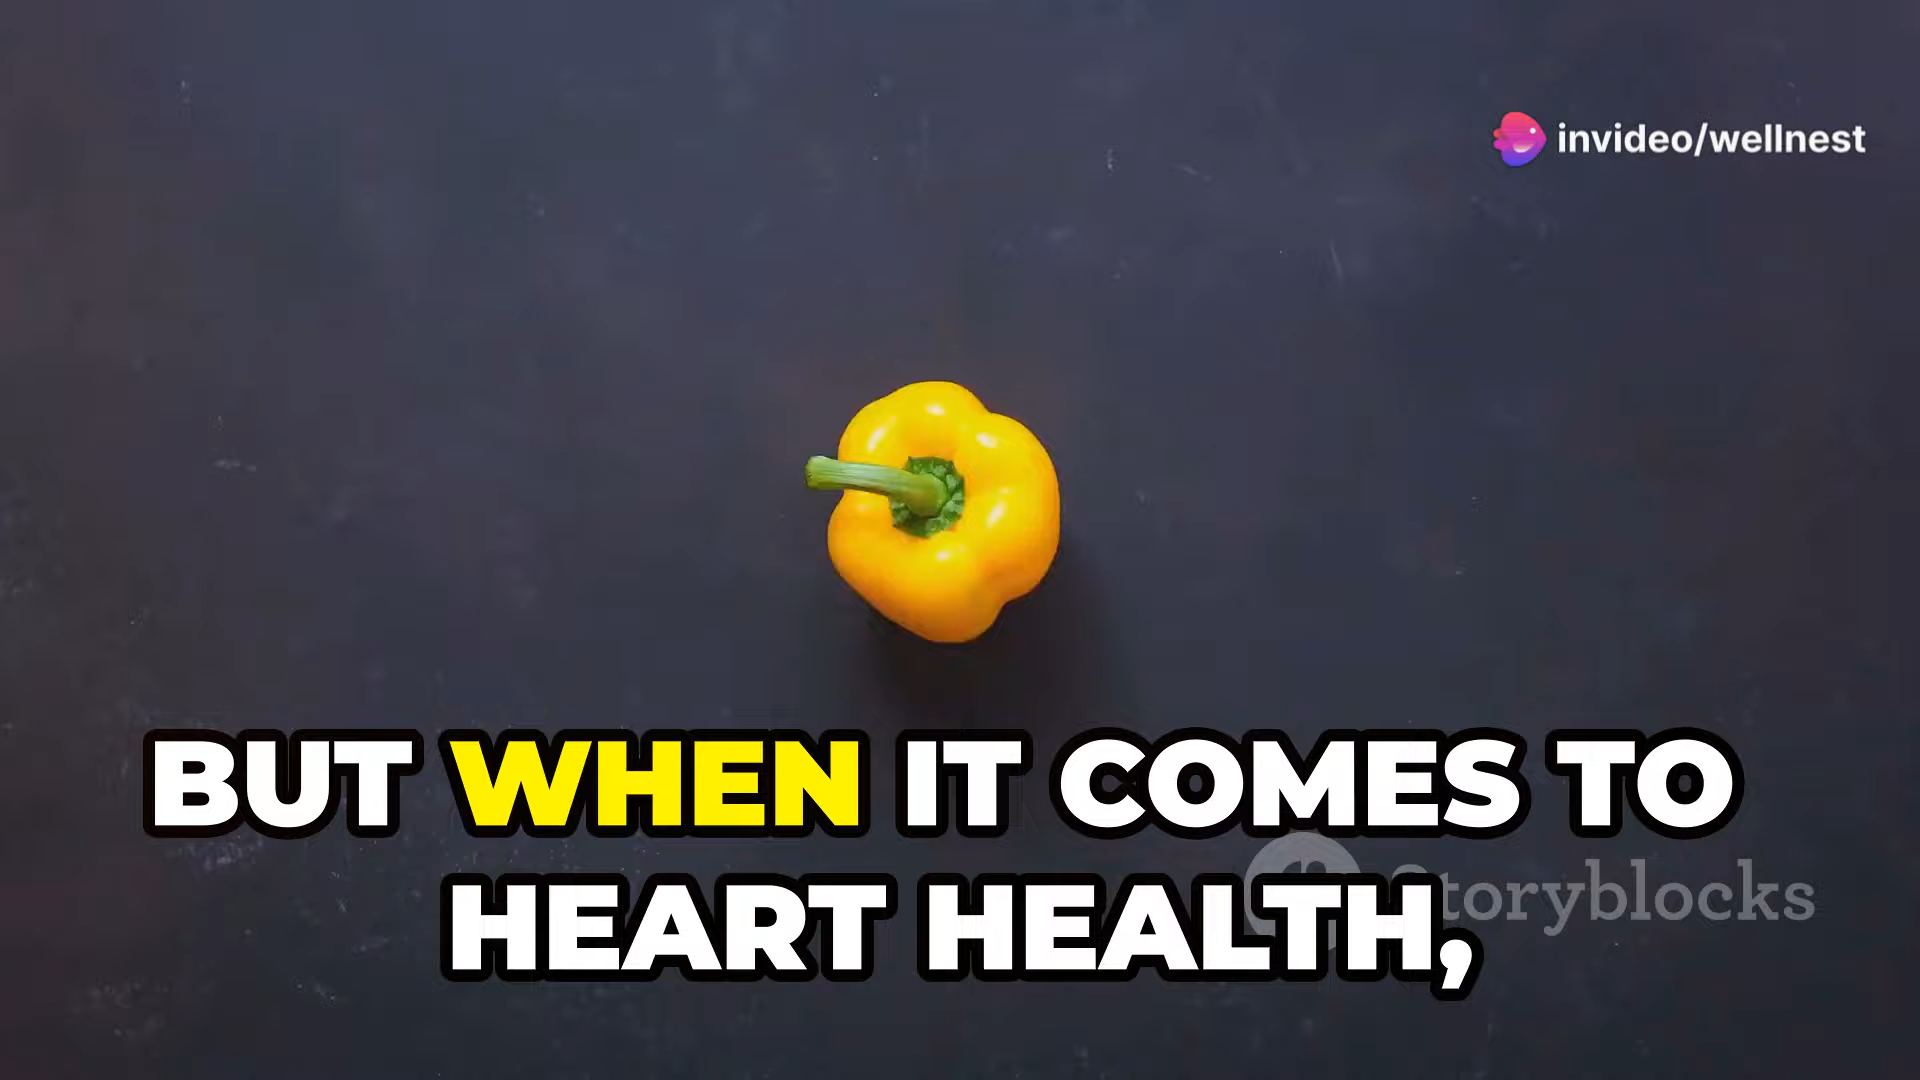 invideo/wellnest
BUT WHEN IT COMES TO
HEART HEALTH,
Storyblocks